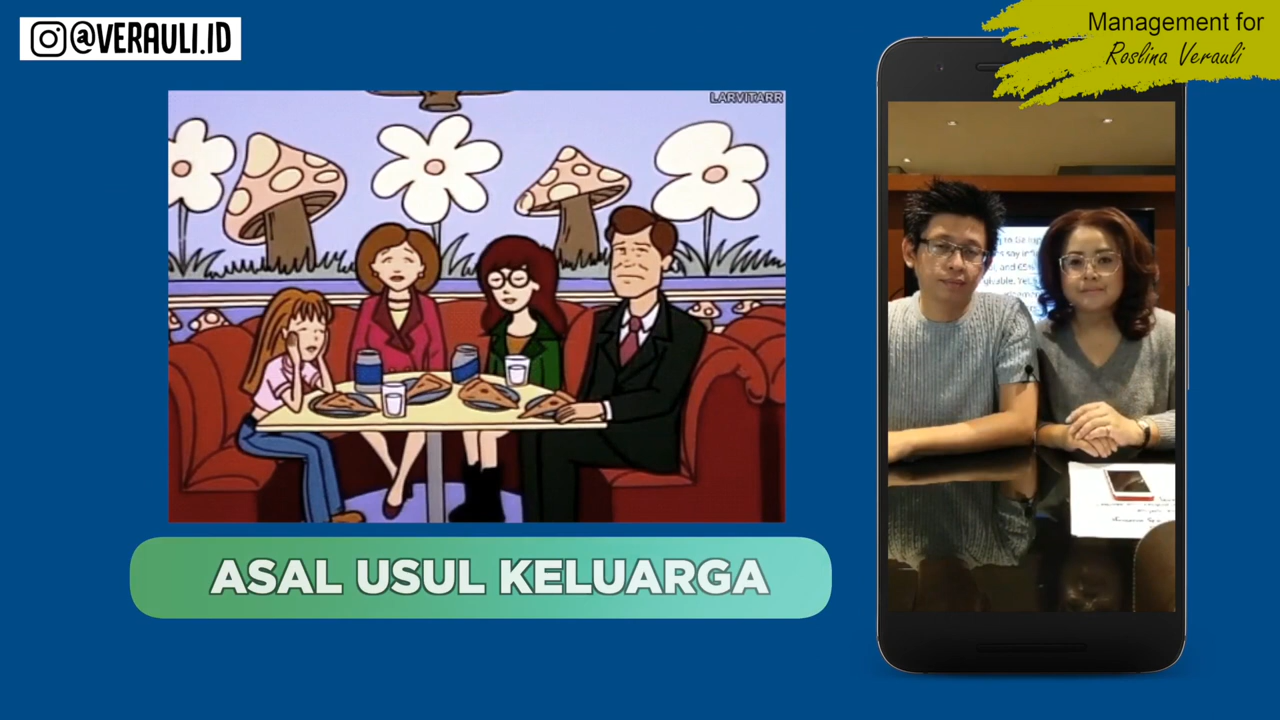 @VERAULI.ID
Management for
Roslina Verauli
LARVITARR
ASAL USUL KELUARGA